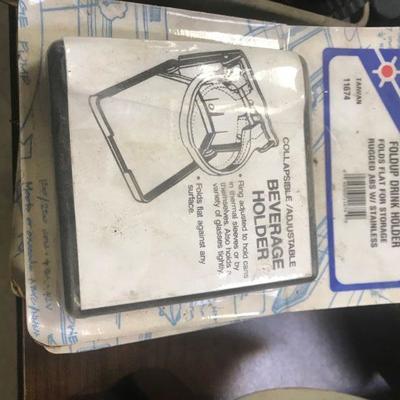 COLLAPSIBLE/ADJUSTABLE
BEVERAGE
HOLDER
• Ring adjusted to hold cans
in thermal sleeves or by
themselves. Also holds a
variety of glasses tightly.
• Folds flat against any
surface.
TAIWAN
11674
FOLDUP DRINK HOLDER
FOLDS FLAT FOR STORAGE
RUGGED ABS W/ STAINLESS